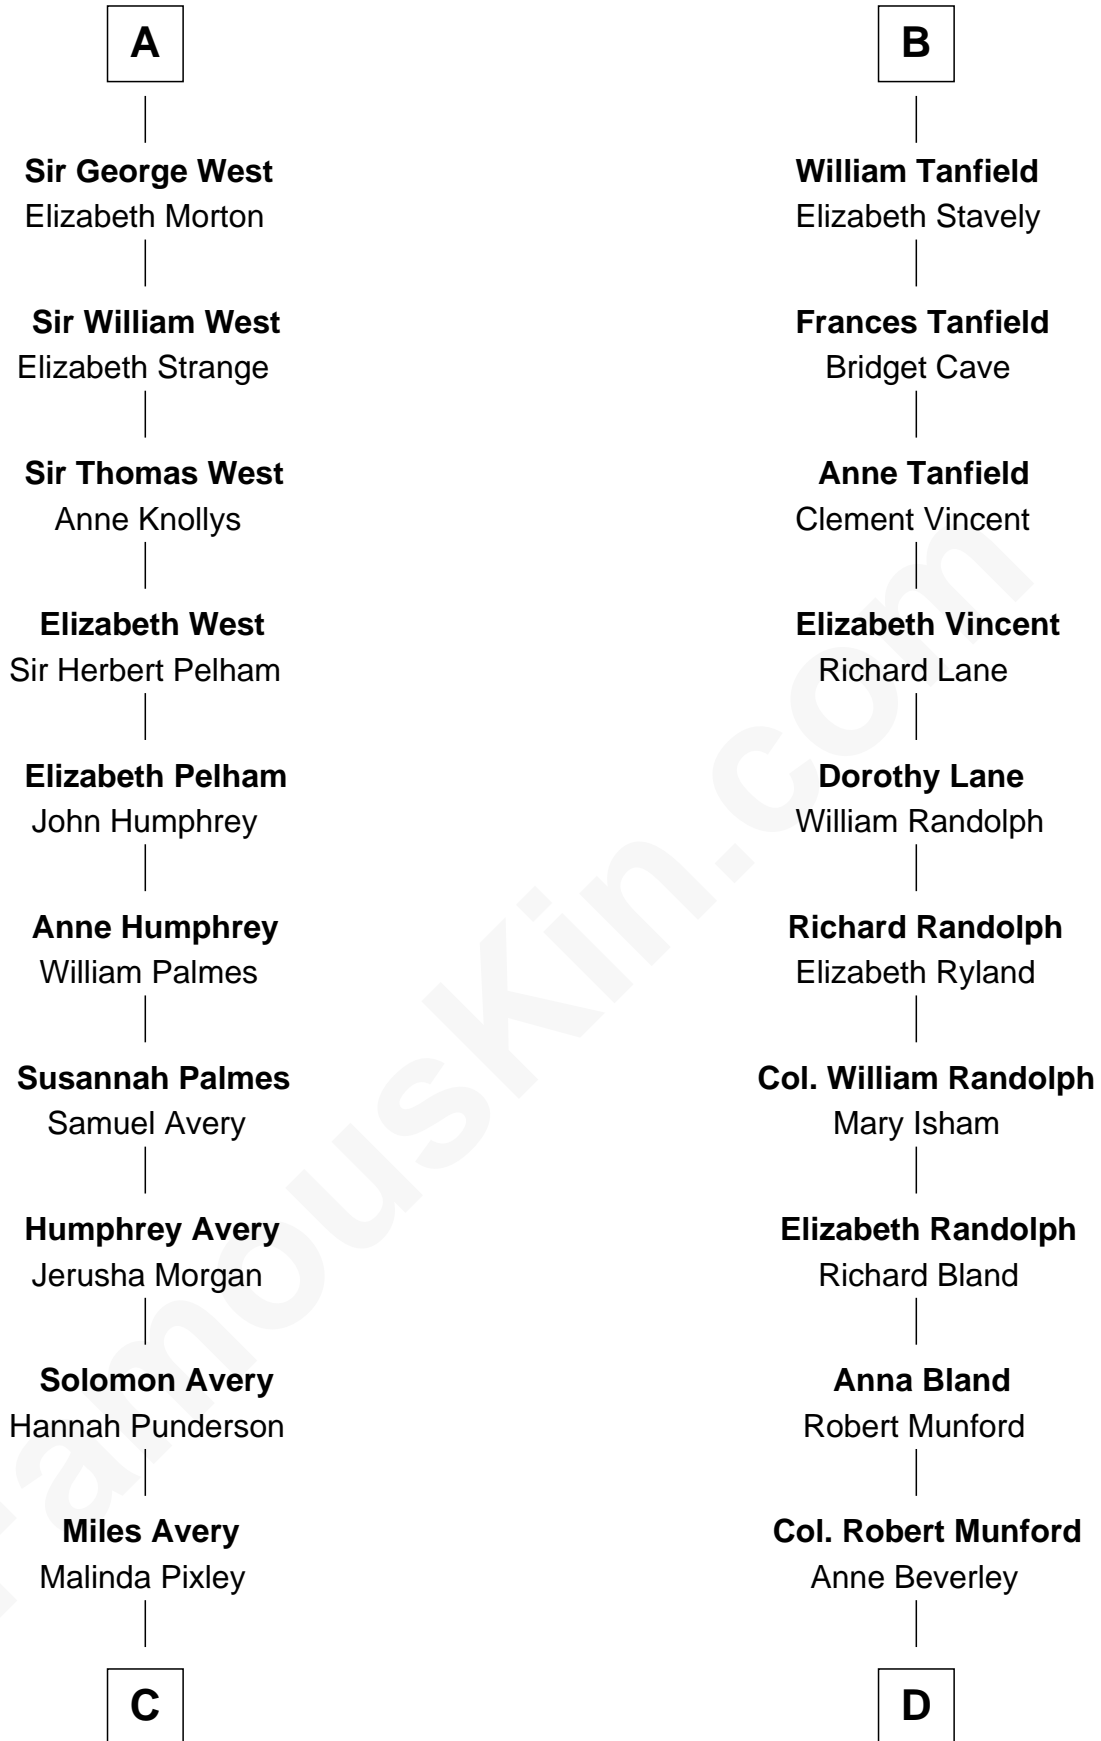 A
Sir George West
Elizabeth Morton
Sir William West
Elizabeth Strange
Sir Thomas West
Anne Knollys
Elizabeth West
Sir Herbert Pelham
Elizabeth Pelham
John Humphrey
Anne Humphrey
William Palmes
Susannah Palmes
Samuel Avery
Humphrey Avery
Jerusha Morgan
Solomon Avery
Hannah Punderson
Miles Avery
Malinda Pixley
C
B
William Tanfield
Elizabeth Stavely
Frances Tanfield
Bridget Cave
Anne Tanfield
Clement Vincent
Elizabeth Vincent
Richard Lane
Dorothy Lane
William Randolph
Richard Randolph
Elizabeth Ryland
Col. William Randolph
Mary Isham
Elizabeth Randolph
Richard Bland
Anna Bland
Robert Munford
Col. Robert Munford
Anne Beverley
D
FamousKin.com